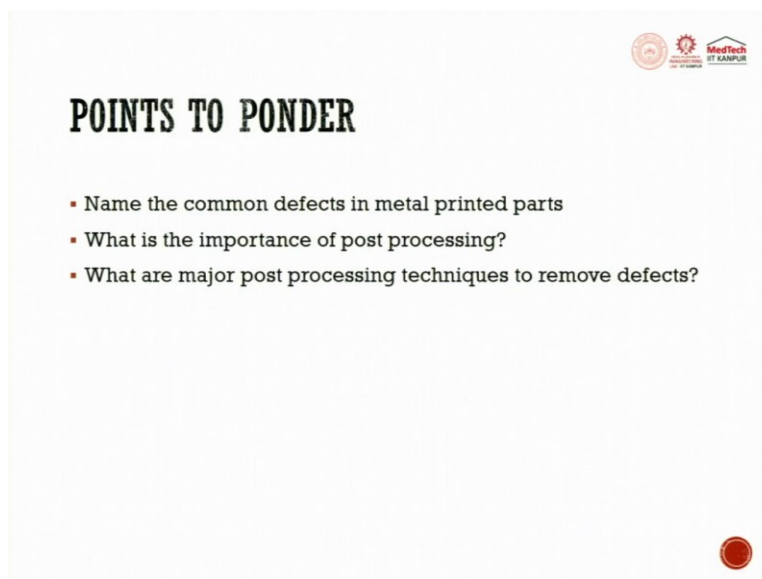 MedTech
IIT KANPUR
POINTS TO PONDER
Name the common defects in metal printed parts
What is the importance of post processing?
What are major post processing techniques to remove defects?